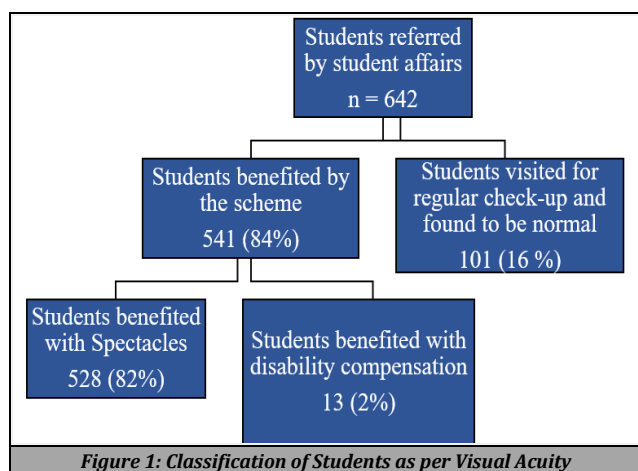 Students referred
by student affairs
n = 642
Students benefited by
the scheme
541 (84%)
Students visited for
regular check-up and
found to be normal
101 (16 %)
Students benefited
with Spectacles
528 (82%)
Students benefited with
disability compensation
13 (2%)
Figure 1: Classification of Students as per Visual Acuity